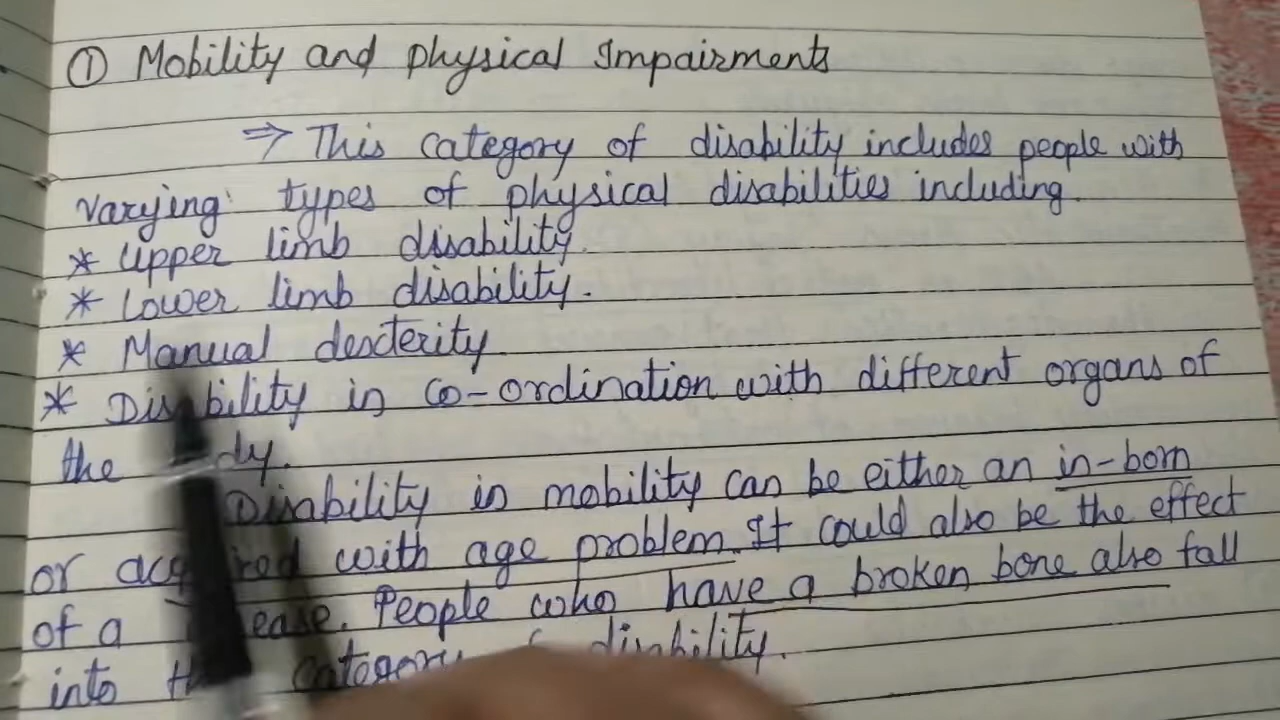 ① Mobility and physical Impairments
⇒ This category of disability includes people with
varying types of physical disabilities including.
* Upper limb disability.
* Lower limb disability.
* Manual dexterity
* Disability in co-ordination with different organs of
the
Disability in mobility can be either an in-born
or acquired with age problem. It could also be the effect
of a disease. People who have a broken bone also fall
into category disability.